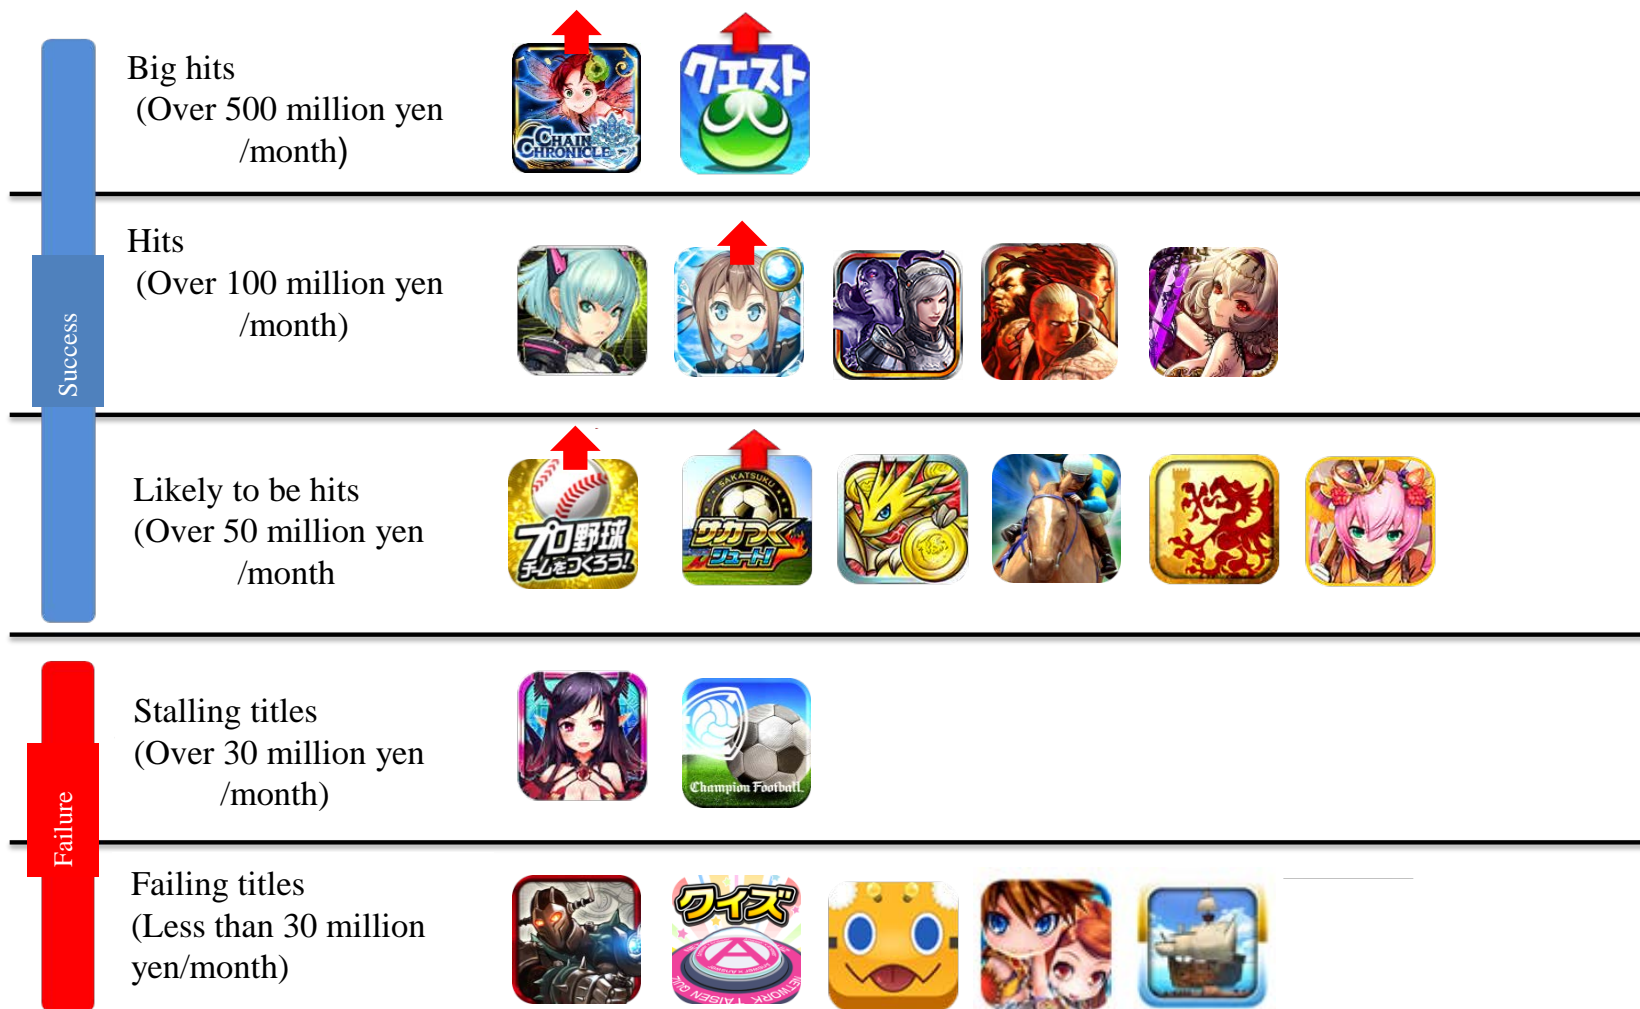 Big hits
(Over 500 million yen
/month)
クエスト
CHAIN
CHRONICLE
Hits
(Over 100 million yen
/month)
Success
Likely to be hits
(Over 50 million yen
/month
プロ野球
チームをつくろう!
SAKATSUKU
サカつく
シュート!
Stalling titles
(Over 30 million yen
/month)
Champion Football
Failure
Failing titles
(Less than 30 million
yen/month)
クイズ
A
NETWORK TAISEN